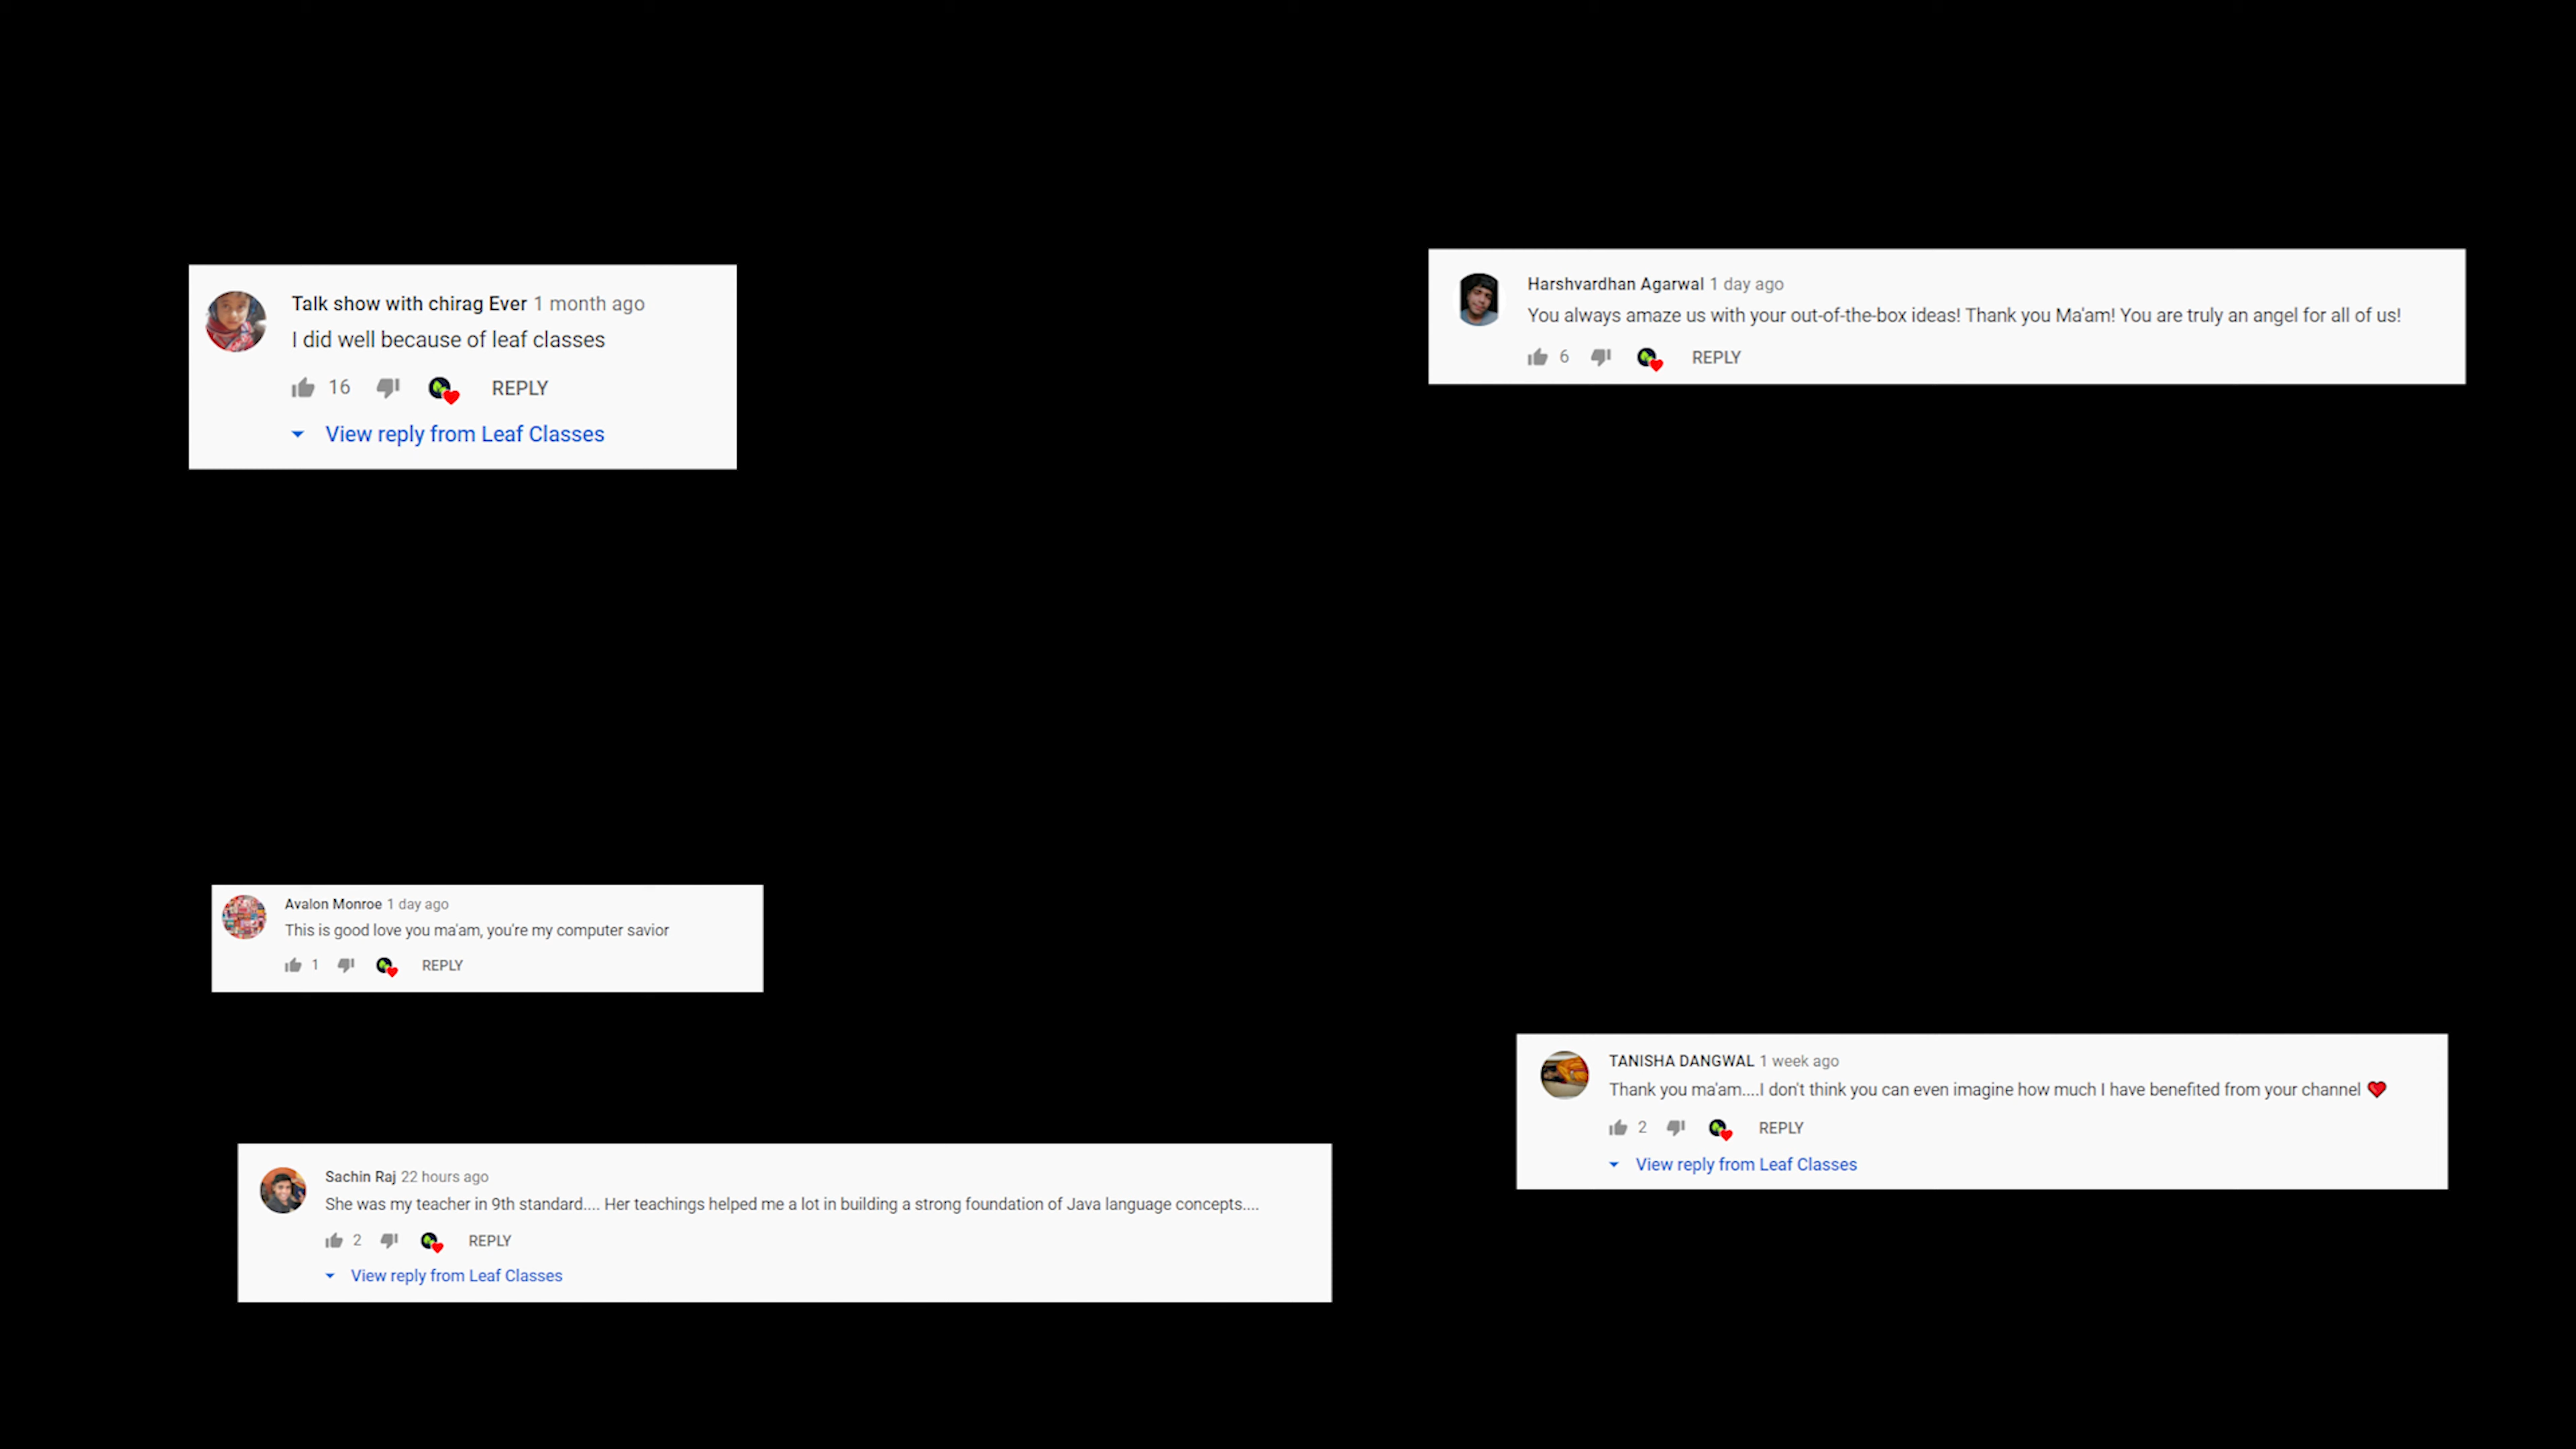 Talk show with chirag Ever 1 month ago
I did well because of leaf classes
16 REPLY
View reply from Leaf Classes
Harshvardhan Agarwal 1 day ago
You always amaze us with your out-of-the-box ideas! Thank you Ma'am! You are truly an angel for all of us!
6 REPLY
Avalon Monroe 1 day ago
This is good love you ma'am, you're my computer savior
1 REPLY
TANISHA DANGWAL 1 week ago
Thank you ma'am....I don't think you can even imagine how much I have benefited from your channel ❤️
2 REPLY
View reply from Leaf Classes
Sachin Raj 22 hours ago
She was my teacher in 9th standard.... Her teachings helped me a lot in building a strong foundation of Java language concepts....
2 REPLY
View reply from Leaf Classes